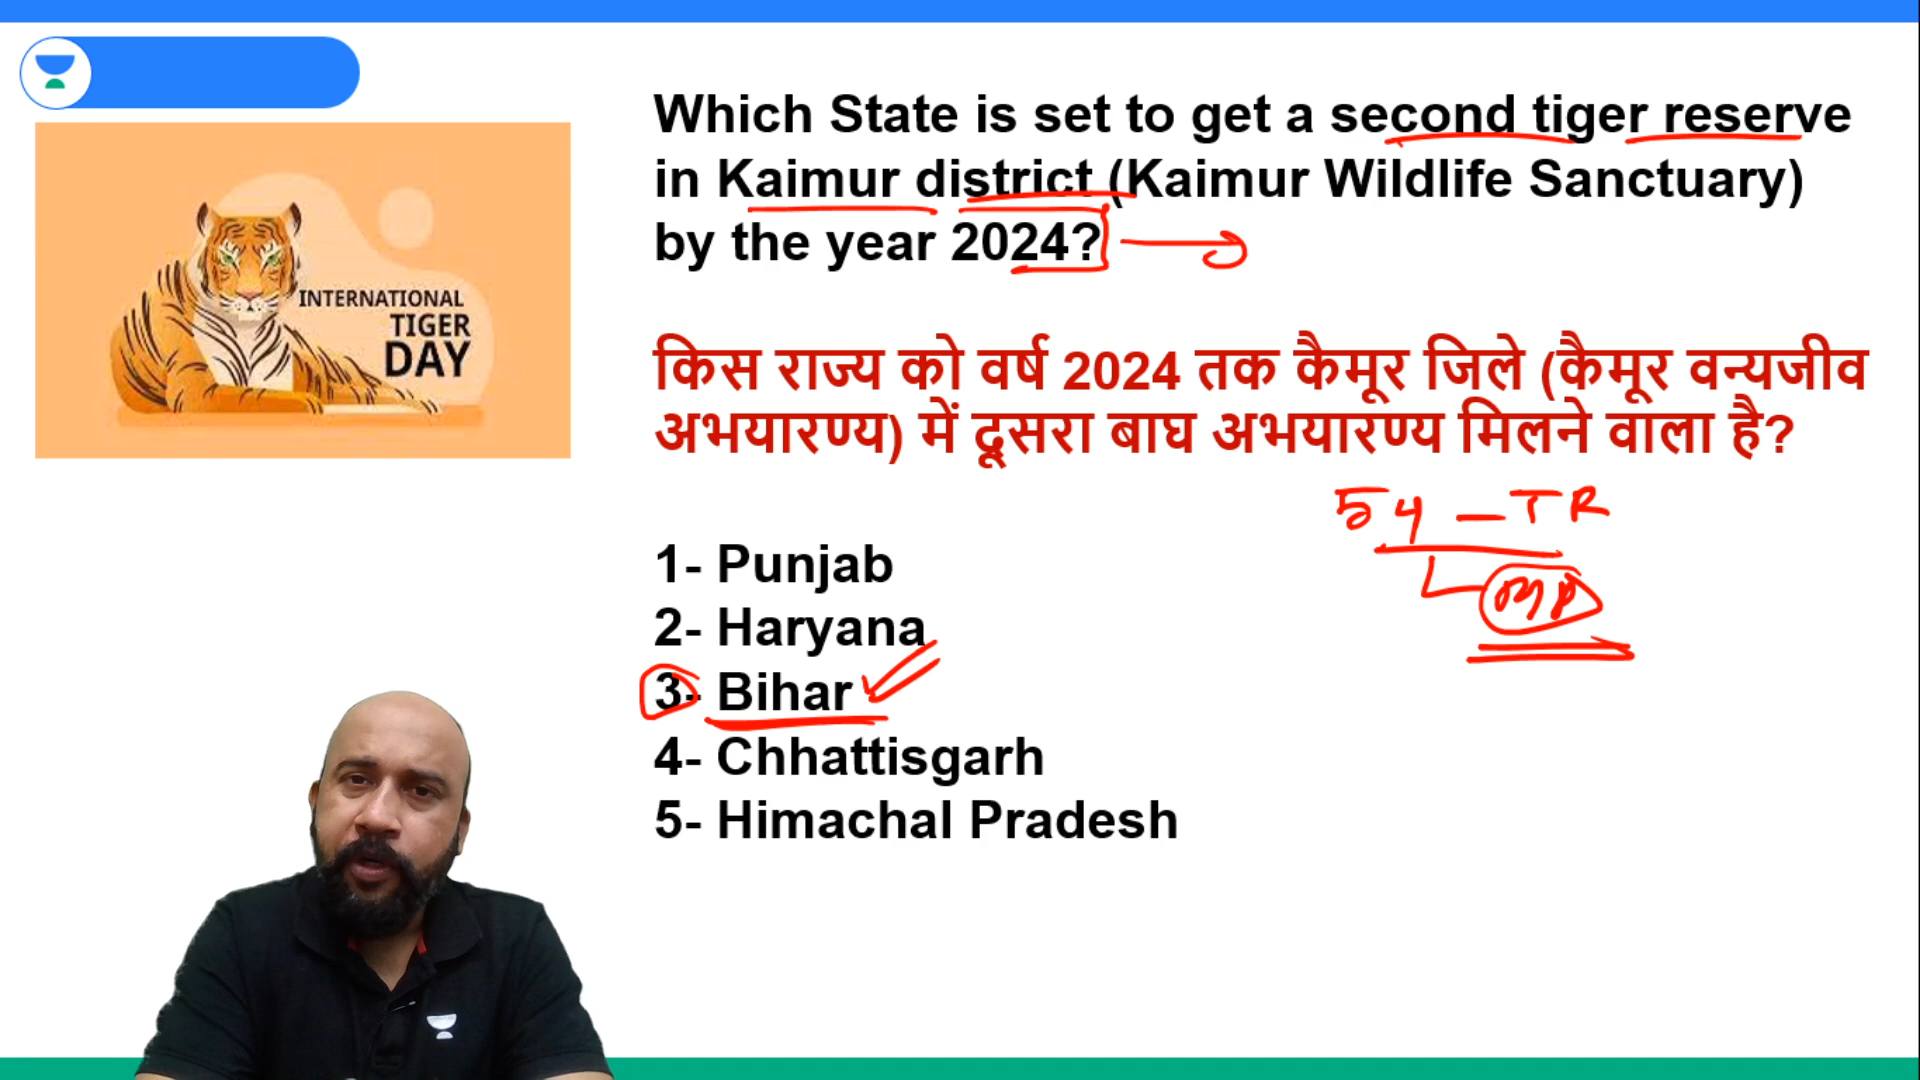 INTERNATIONAL
TIGER
DAY
Which State is set to get a second tiger reserve
in Kaimur district (Kaimur Wildlife Sanctuary)
by the year 2024?
किस राज्य को वर्ष 2024 तक कैमूर जिले (कैमूर वन्यजीव
अभयारण्य) में दूसरा बाघ अभयारण्य मिलने वाला है?
54 - TR
1- Punjab
2- Haryana
3- Bihar
4- Chhattisgarh
5- Himachal Pradesh